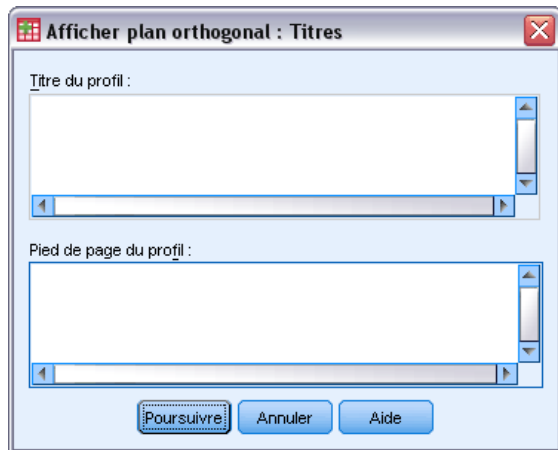 Afficher plan orthogonal : Titres
Titre du profil :
Pied de page du profil :
Poursuivre Annuler Aide